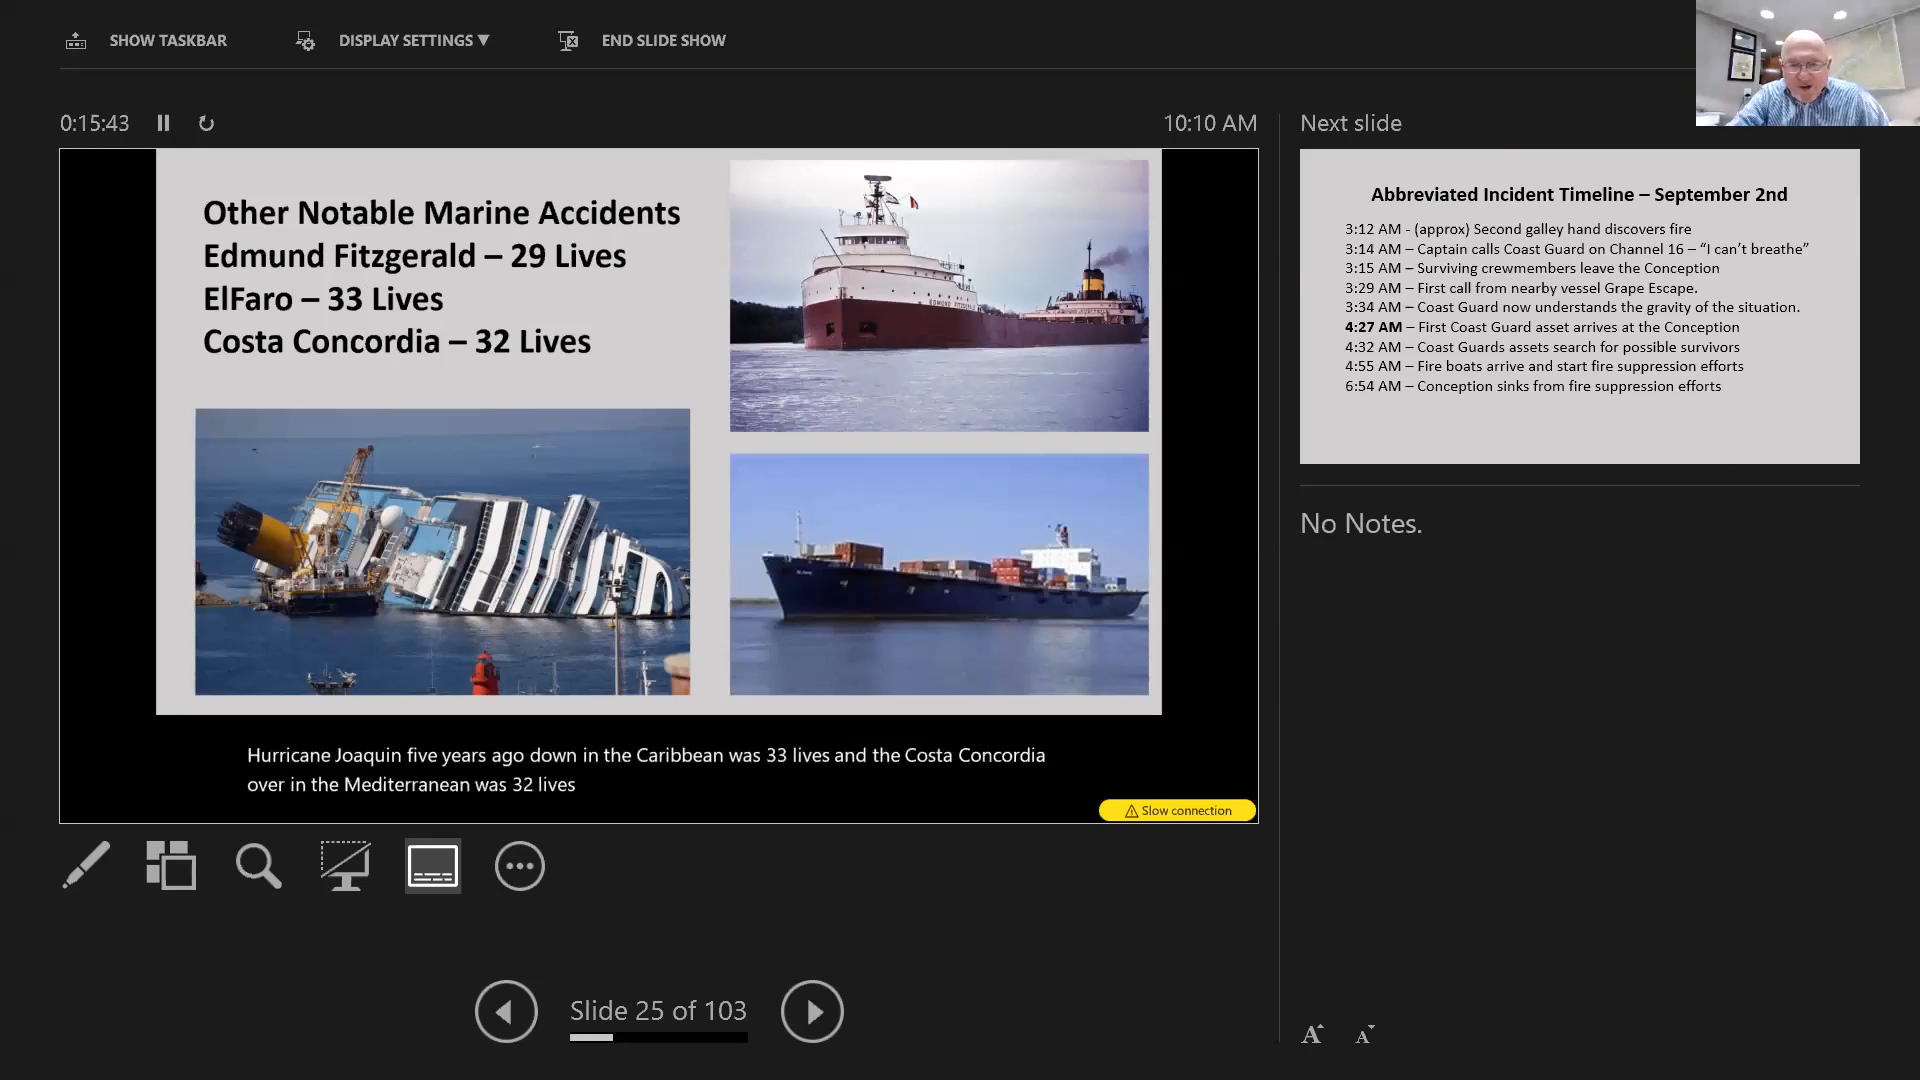 SHOW TASKBAR
DISPLAY SETTINGS ▼
END SLIDE SHOW
0:15:43
10:10 AM
Other Notable Marine Accidents
Edmund Fitzgerald – 29 Lives
ElFaro – 33 Lives
Costa Concordia – 32 Lives
EDMUND FITZGERALD
Hurricane Joaquin five years ago down in the Caribbean was 33 lives and the Costa Concordia
over in the Mediterranean was 32 lives
Slow connection
Slide 25 of 103
Next slide
Abbreviated Incident Timeline – September 2nd
3:12 AM - (approx) Second galley hand discovers fire
3:14 AM – Captain calls Coast Guard on Channel 16 – “I can’t breathe”
3:15 AM – Surviving crewmembers leave the Conception
3:29 AM – First call from nearby vessel Grape Escape.
3:34 AM – Coast Guard now understands the gravity of the situation.
4:27 AM – First Coast Guard asset arrives at the Conception
4:32 AM – Coast Guards assets search for possible survivors
4:55 AM – Fire boats arrive and start fire suppression efforts
6:54 AM – Conception sinks from fire suppression efforts
No Notes.
A A